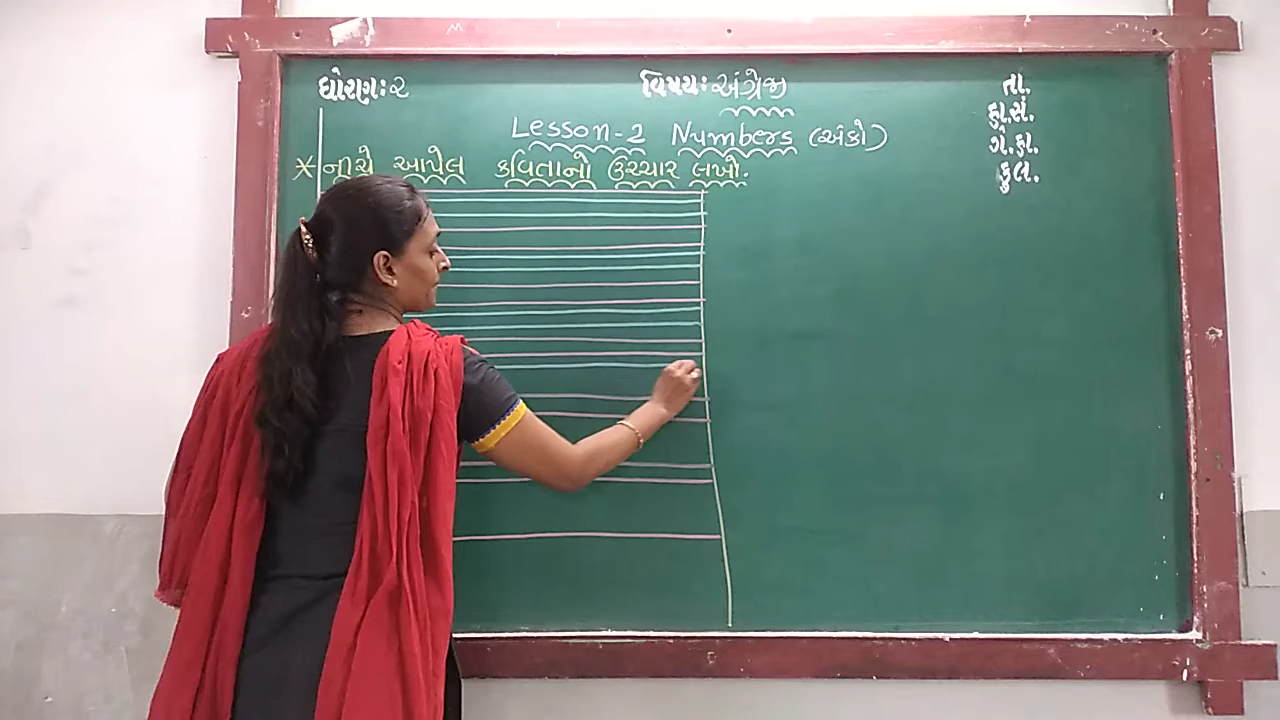 ધોરણઃ૨ વિષયઃઅંગ્રેજી તા.
હા.સં.
Lesson-2 Numbers (અંકો)
ગે.હા.
* નીચે આપેલ કવિતાનો ઉચ્ચાર લખો.
કુલ.